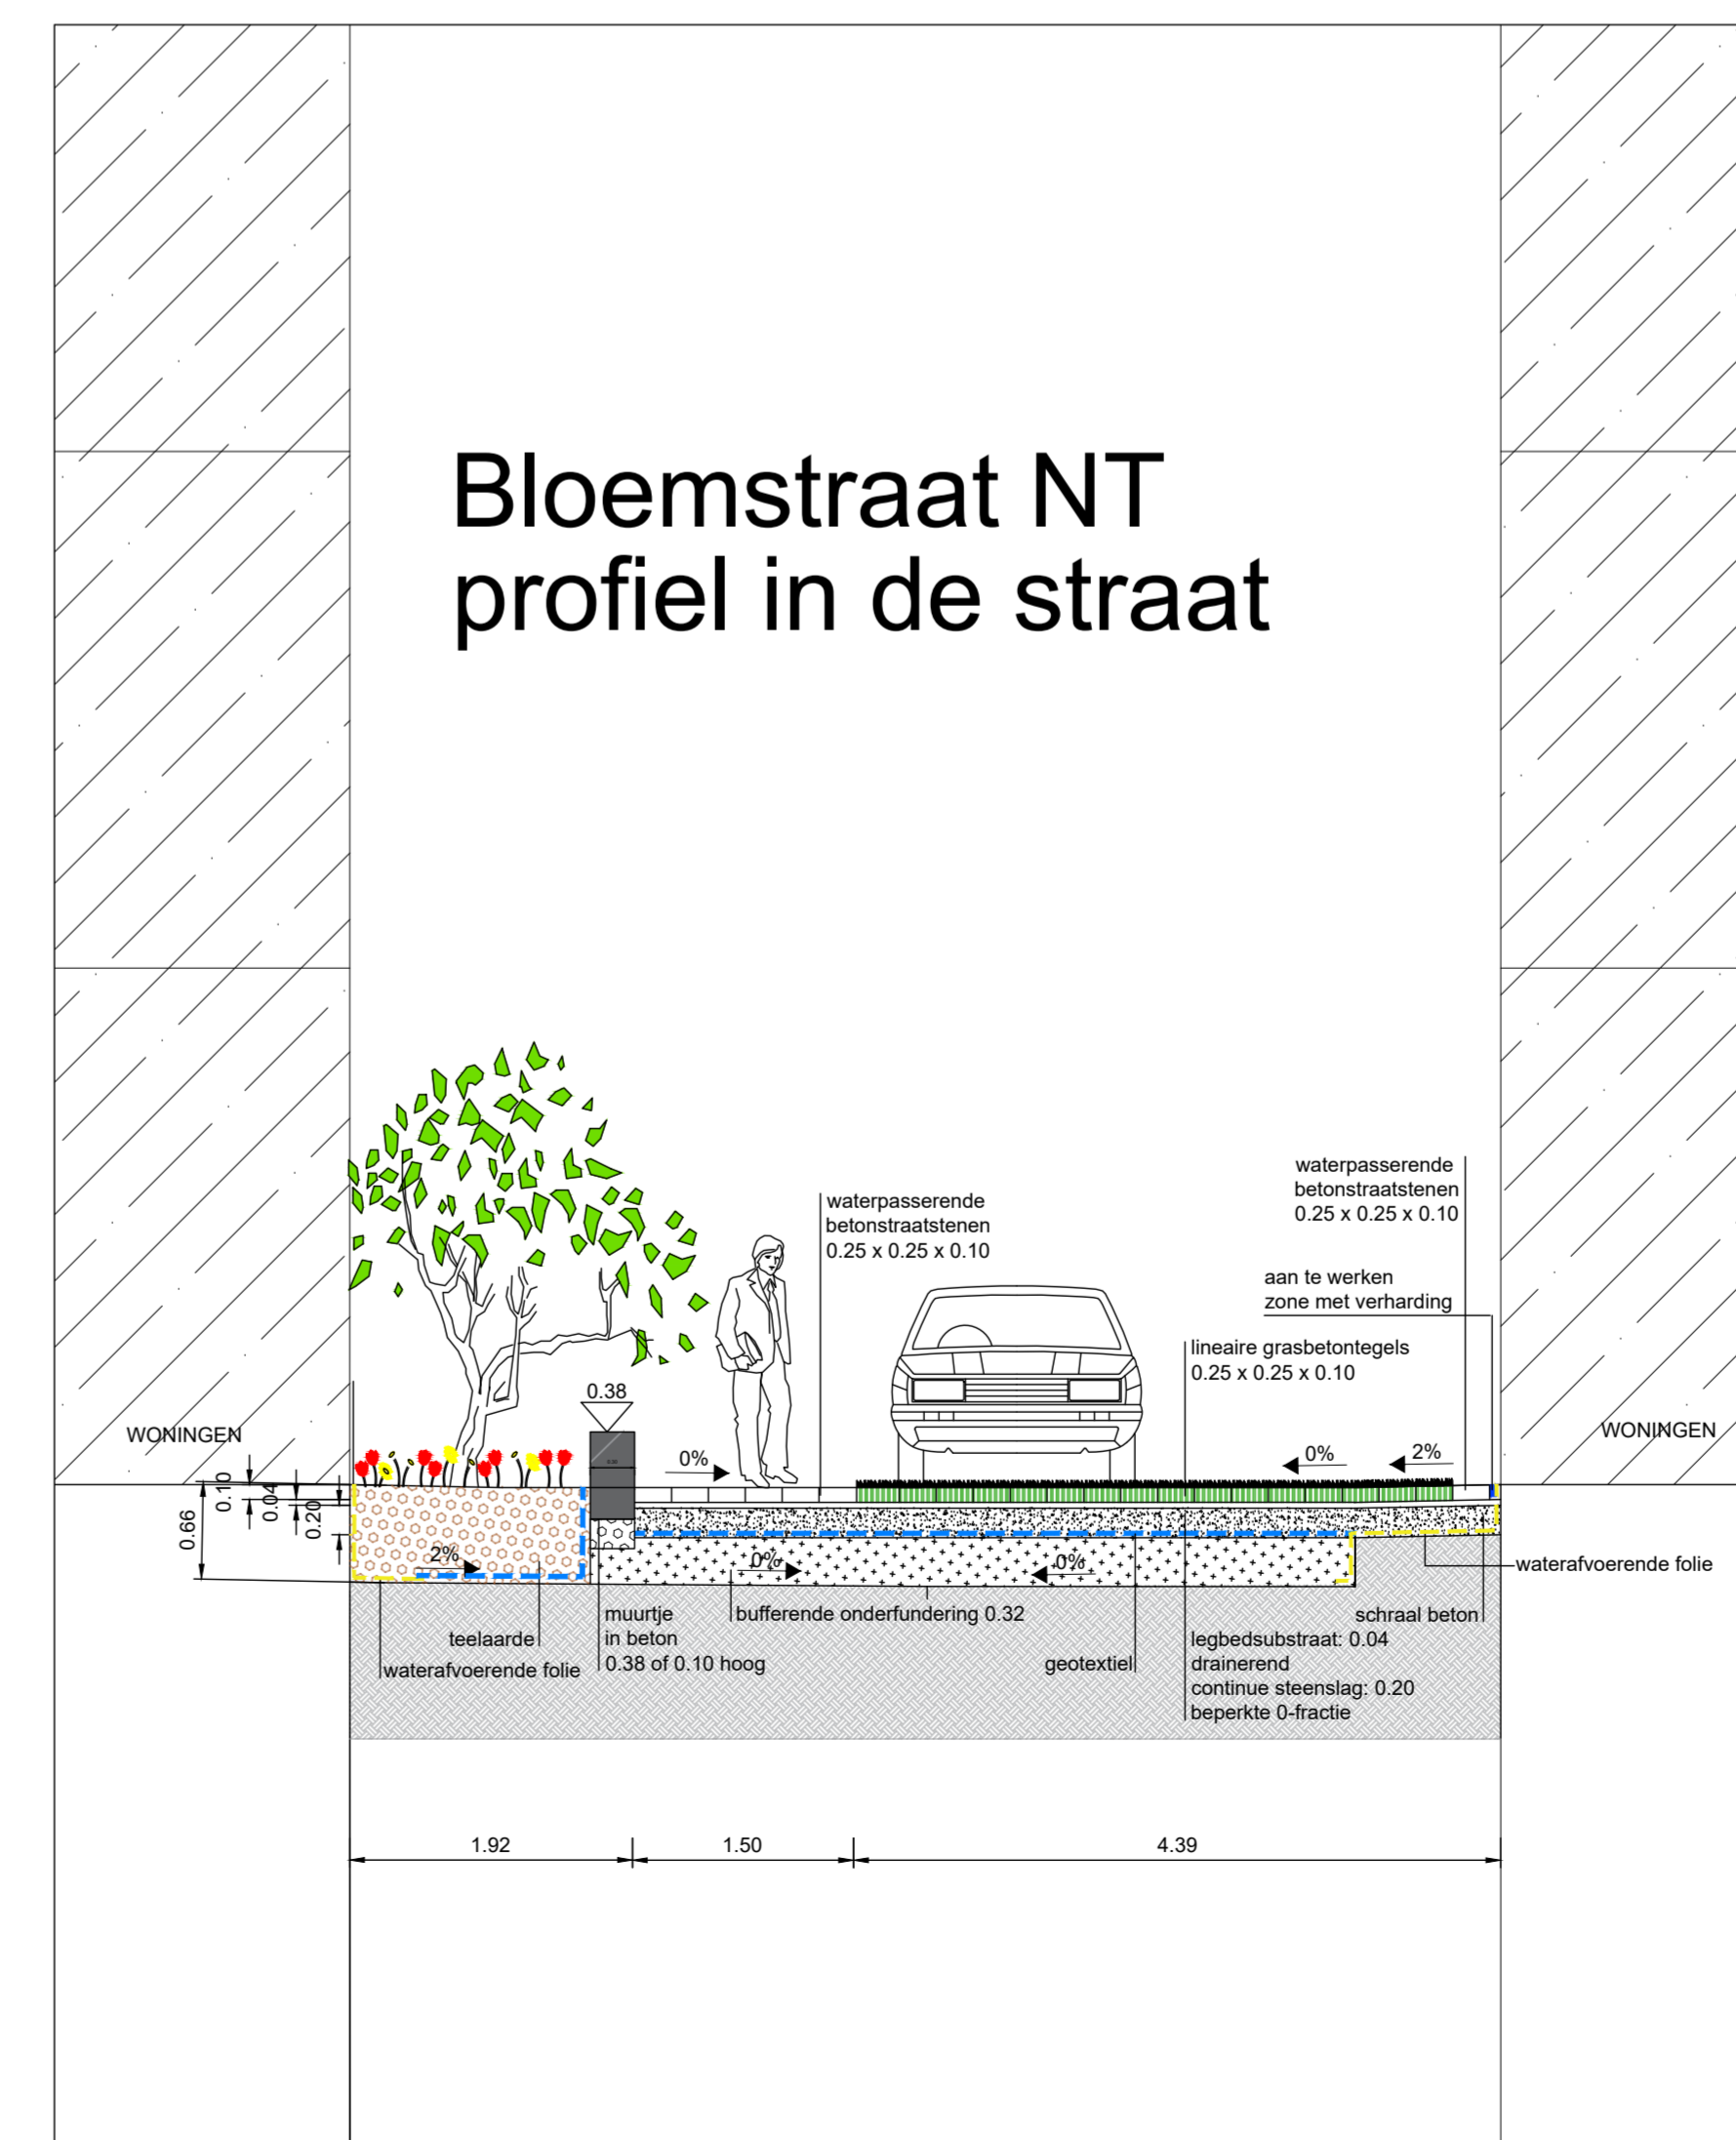 Bloemstraat NT
profiel in de straat
waterpasserende
betonstraatstenen
0.25 x 0.25 x 0.10
waterpasserende
betonstraatstenen
0.25 x 0.25 x 0.10
aan te werken
zone met verharding
lineaire grasbetontegels
0.25 x 0.25 x 0.10
0.38
WONINGEN
WONINGEN
0%
0%
2%
0.10
0.04
0.20
0.66
2%
0%
0%
waterafvoerende folie
muurtje
in beton
0.38 of 0.10 hoog
bufferende onderfundering 0.32
schraal beton
teelaarde
waterafvoerende folie
geotextiel
legbedsubstraat: 0.04
drainerend
continue steenslag: 0.20
beperkte 0-fractie
1.92
1.50
4.39